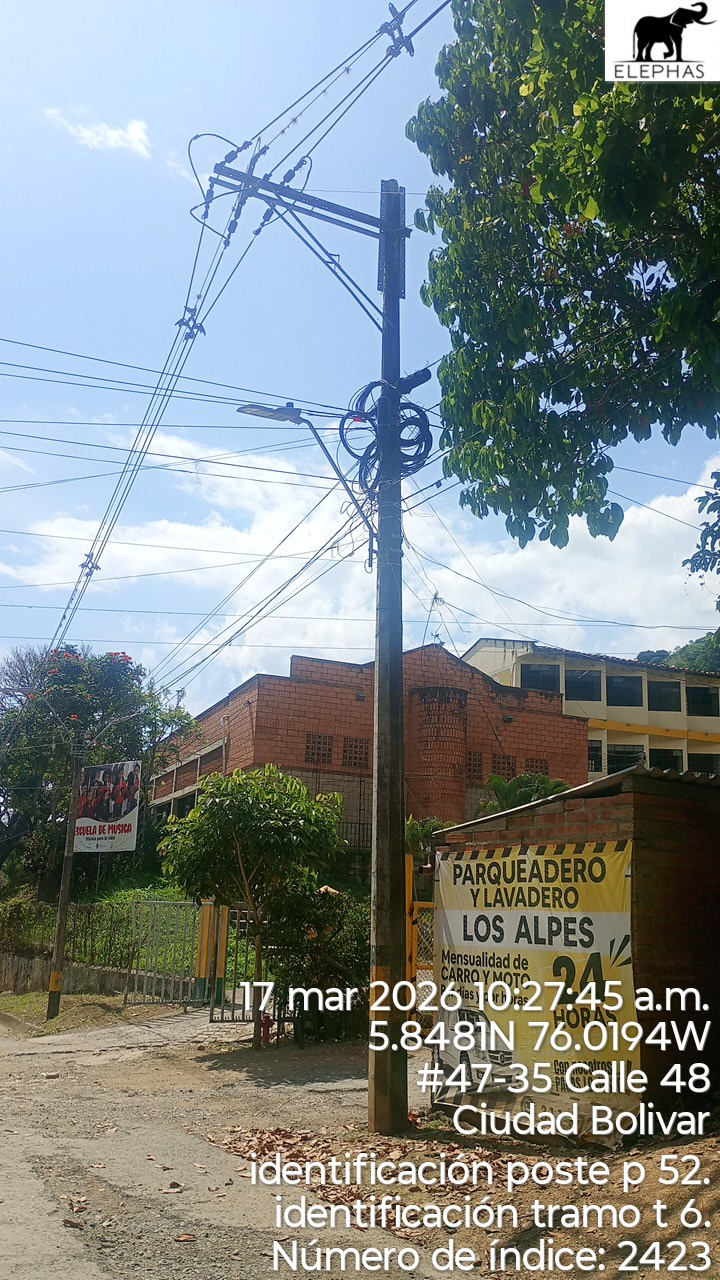 ELEPHAS
ESCUELA DE MÚSICA
PARQUEADERO
Y LAVADERO
LOS ALPES
Mensualidad de
CARRO Y MOTO
24
HORAS
17 mar 2026 10:27:45 a.m.
5.8481N 76.0194W
#47-35 Calle 48
Ciudad Bolivar
identificación poste p 52.
identificación tramo t 6.
Número de índice: 2423